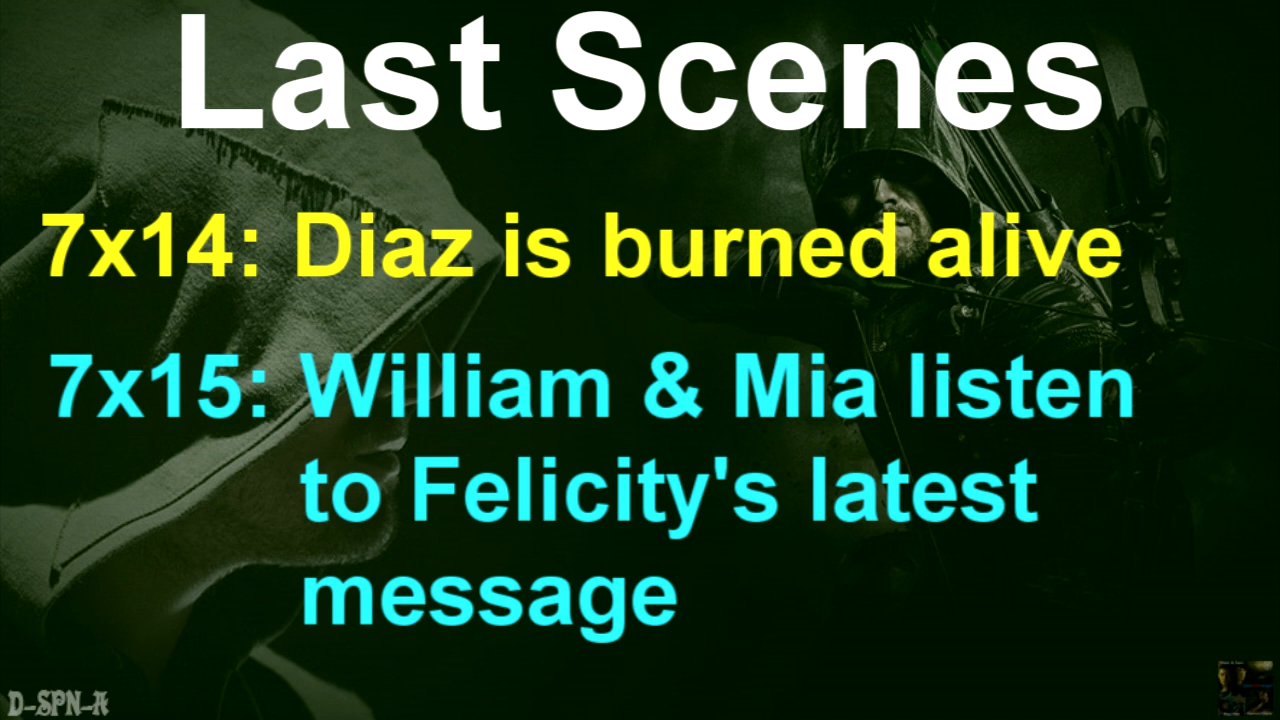 Last Scenes
7x14: Diaz is burned alive
7x15: William & Mia listen
to Felicity's latest
message
D-SPN-A